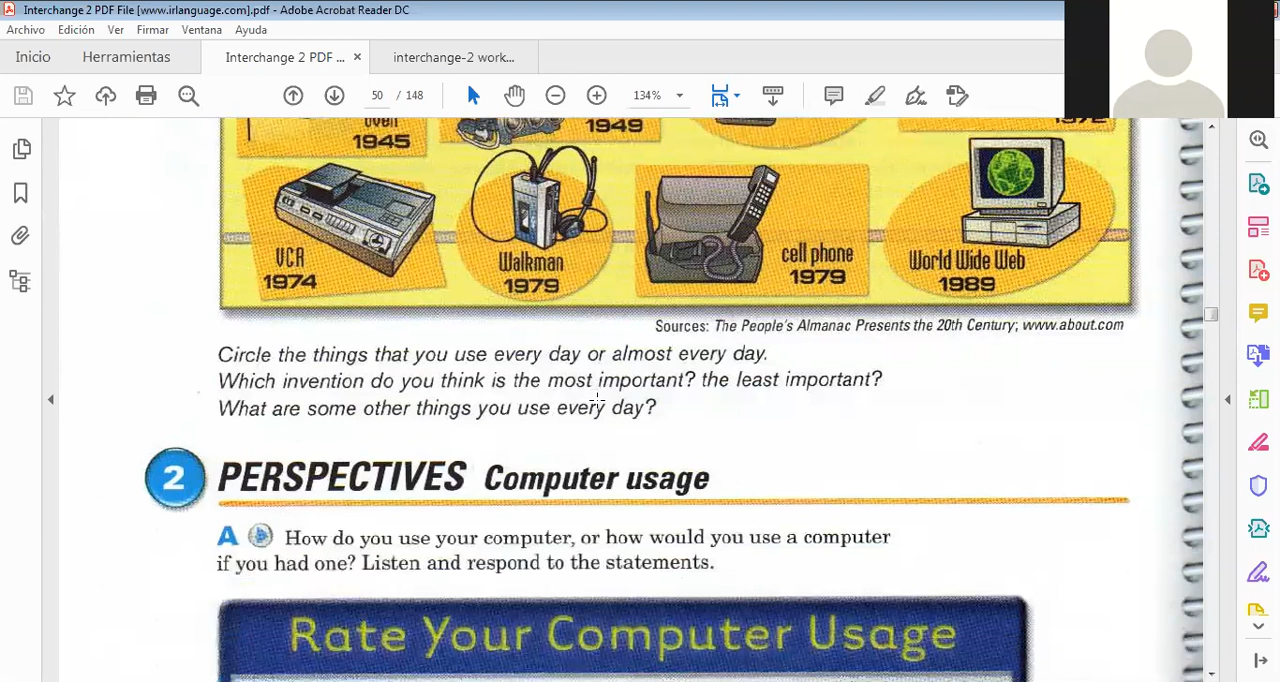 Interchange 2 PDF File [www.irlanguage.com].pdf - Adobe Acrobat Reader DC
Archivo Edición Ver Firmar Ventana Ayuda
Inicio Herramientas Interchange 2 PDF ... × interchange-2 work...
50 / 148 134%
oven
1945
1949
VCR
1974
Walkman
1979
cell phone
1979
World Wide Web
1989
Sources: The People's Almanac Presents the 20th Century; www.about.com
Circle the things that you use every day or almost every day.
Which invention do you think is the most important? the least important?
What are some other things you use every day?
2 PERSPECTIVES Computer usage
A How do you use your computer, or how would you use a computer
if you had one? Listen and respond to the statements.
Rate Your Computer Usage